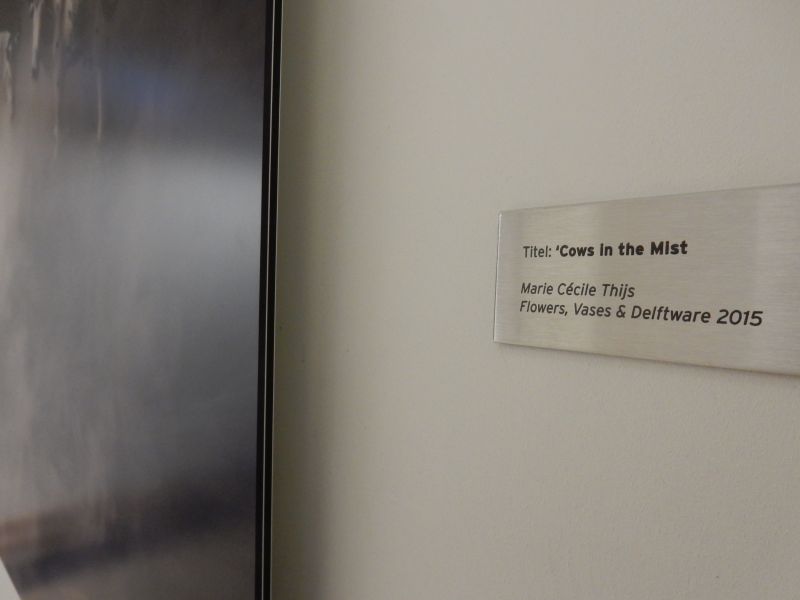 Titel: ‘Cows in the Mist
Marie Cécile Thijs
Flowers, Vases & Delftware 2015